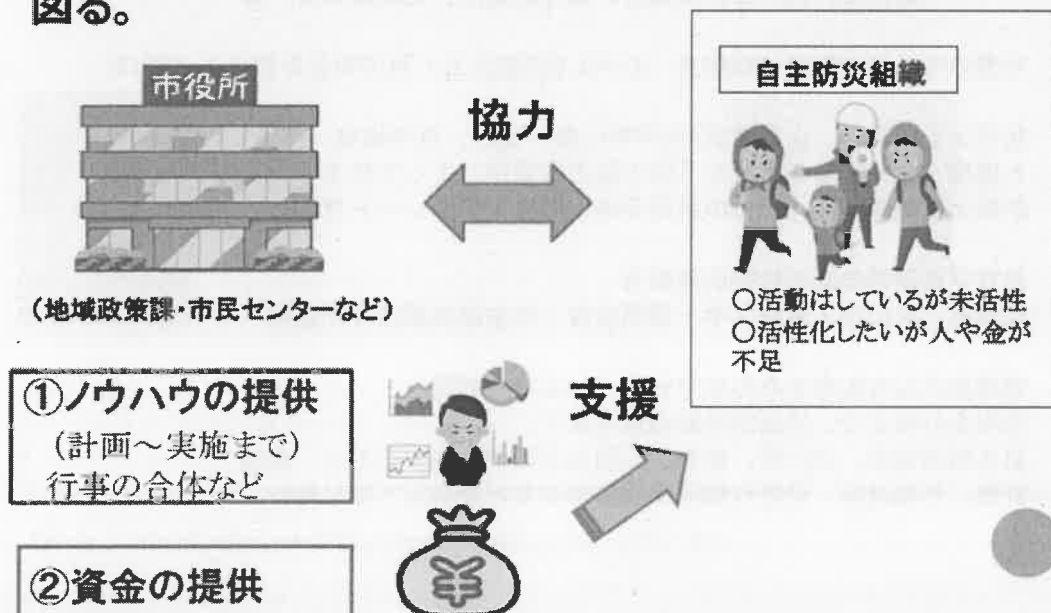 図る。
市役所
協力
自主防災組織
(地域政策課・市民センターなど)
〇活動はしているが未活性
〇活性化したいが人や金が
不足
①ノウハウの提供
(計画～実施まで)
行事の合体など
支援
¥
②資金の提供